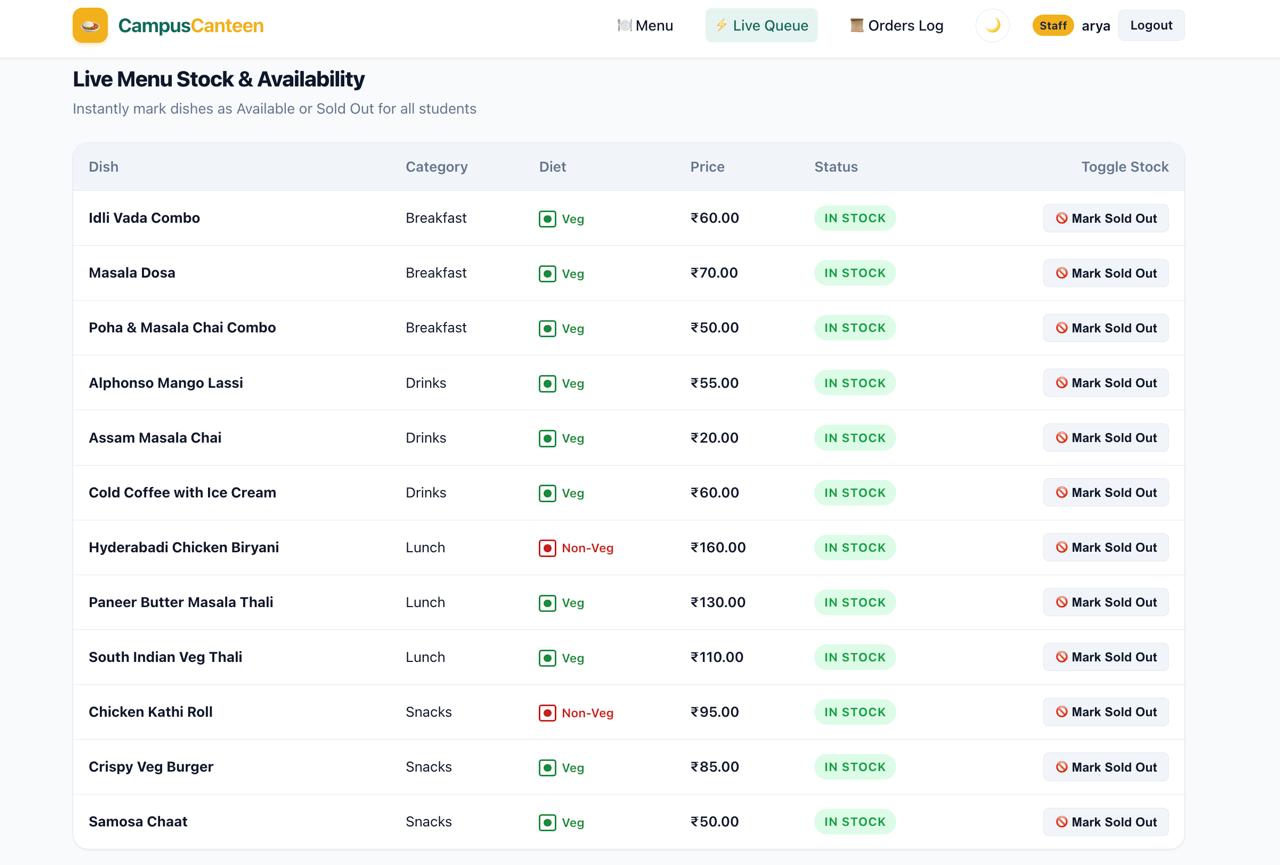 CampusCanteen
🍽️ Menu
⚡ Live Queue
📜 Orders Log
🌙
Staff arya Logout
Live Menu Stock & Availability
Instantly mark dishes as Available or Sold Out for all students
Dish Category Diet Price Status Toggle Stock
Idli Vada Combo Breakfast Veg ₹60.00 IN STOCK 🚫 Mark Sold Out
Masala Dosa Breakfast Veg ₹70.00 IN STOCK 🚫 Mark Sold Out
Poha & Masala Chai Combo Breakfast Veg ₹50.00 IN STOCK 🚫 Mark Sold Out
Alphonso Mango Lassi Drinks Veg ₹55.00 IN STOCK 🚫 Mark Sold Out
Assam Masala Chai Drinks Veg ₹20.00 IN STOCK 🚫 Mark Sold Out
Cold Coffee with Ice Cream Drinks Veg ₹60.00 IN STOCK 🚫 Mark Sold Out
Hyderabadi Chicken Biryani Lunch Non-Veg ₹160.00 IN STOCK 🚫 Mark Sold Out
Paneer Butter Masala Thali Lunch Veg ₹130.00 IN STOCK 🚫 Mark Sold Out
South Indian Veg Thali Lunch Veg ₹110.00 IN STOCK 🚫 Mark Sold Out
Chicken Kathi Roll Snacks Non-Veg ₹95.00 IN STOCK 🚫 Mark Sold Out
Crispy Veg Burger Snacks Veg ₹85.00 IN STOCK 🚫 Mark Sold Out
Samosa Chaat Snacks Veg ₹50.00 IN STOCK 🚫 Mark Sold Out